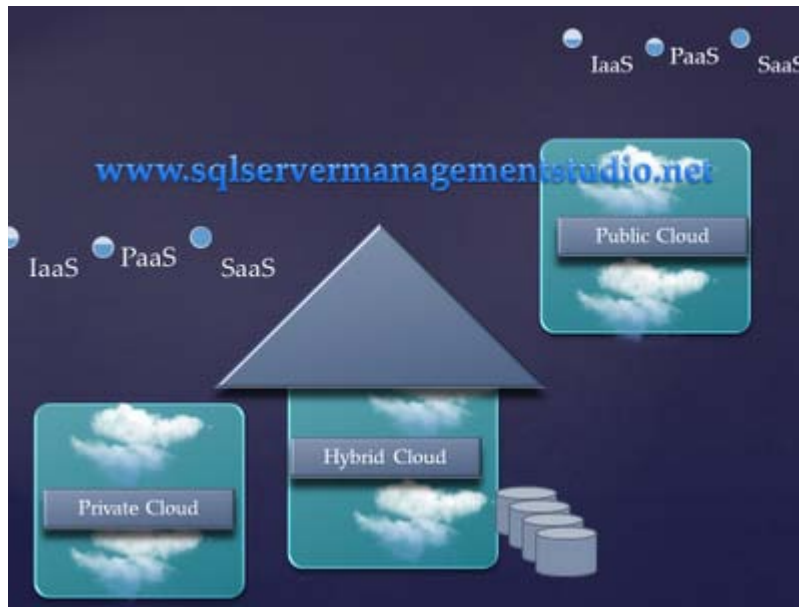 IaaS PaaS SaaS
www.sqlservermanagementstudio.net
Public Cloud
IaaS PaaS SaaS
Hybrid Cloud
Private Cloud